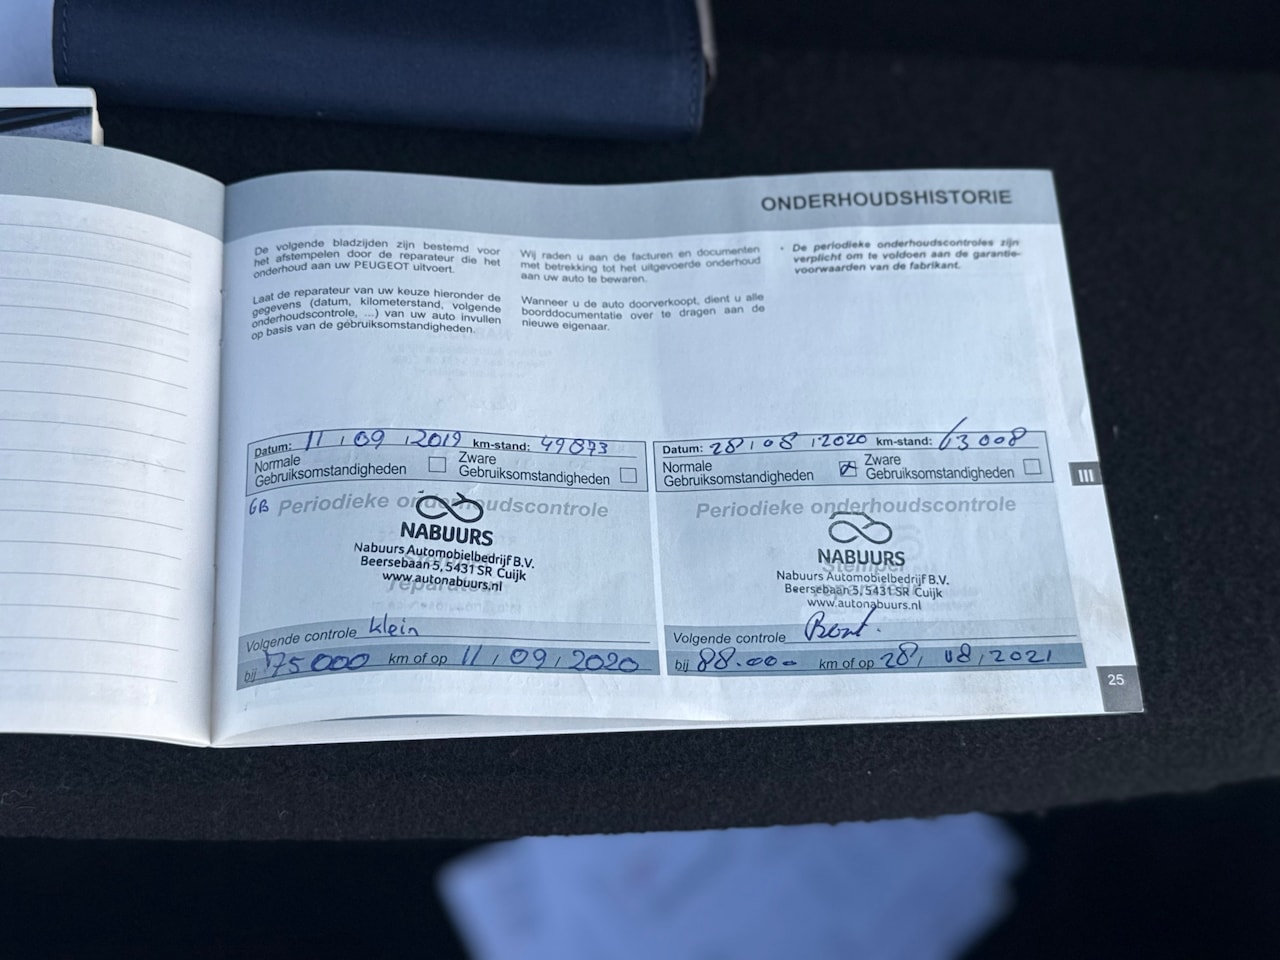 ONDERHOUDSHISTORIE
De volgende bladzijden zijn bestemd voor
het afstempelen door de reparateur die het
onderhoud aan uw PEUGEOT uitvoert.
Laat de reparateur van uw keuze hieronder de
gegevens (datum, kilometerstand, volgende
onderhoudscontrole, ...) van uw auto invullen
op basis van de gebruiksomstandigheden.
Wij raden u aan de facturen en documenten
met betrekking tot het uitgevoerde onderhoud
aan uw auto te bewaren.
Wanneer u de auto doorverkoopt, dient u alle
boorddocumentatie over te dragen aan de
nieuwe eigenaar.
• De periodieke onderhoudscontroles zijn
verplicht om te voldoen aan de garantie-
voorwaarden van de fabrikant.
Datum: 11 / 09 / 2019 km-stand: 49873
Normale
Gebruiksomstandigheden
Zware
Gebruiksomstandigheden
GB Periodieke onderhoudscontrole
NABUURS
Nabuurs Automobielbedrijf B.V.
Beersebaan 5, 5431 SR Cuijk
www.autonabuurs.nl
Stempel
reparateur
Volgende controle klein
bij 75000 km of op 11 / 09 / 2020
Datum: 28 / 08 / 2020 km-stand: 63008
Normale
Gebruiksomstandigheden
Zware
Gebruiksomstandigheden
Periodieke onderhoudscontrole
NABUURS
Stempel
Nabuurs Automobielbedrijf B.V.
Beersebaan 5, 5431 SR Cuijk
www.autonabuurs.nl
Volgende controle
bij 88.000 km of op 28 / 08 / 2021
III
25